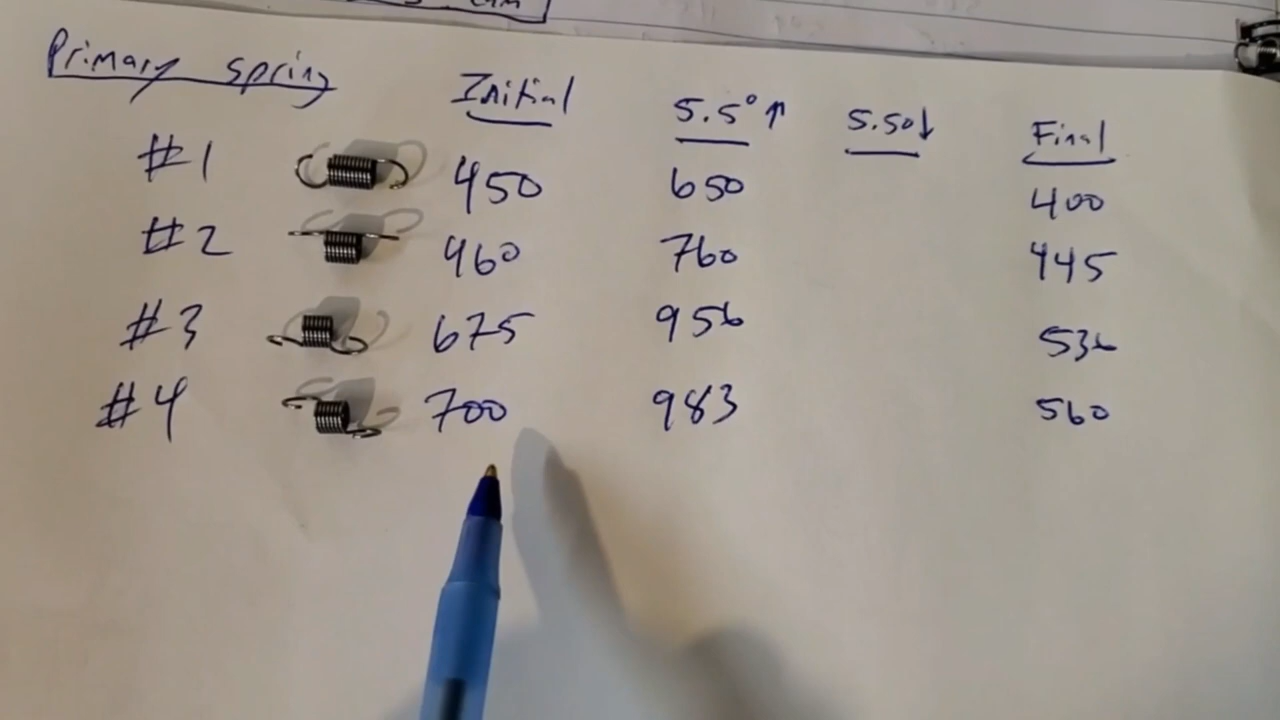 Primary spring Initial 5.5°↑ 5.50↓ Final
#1 450 650 400
#2 460 760 445
#3 675 956 536
#4 700 983 560